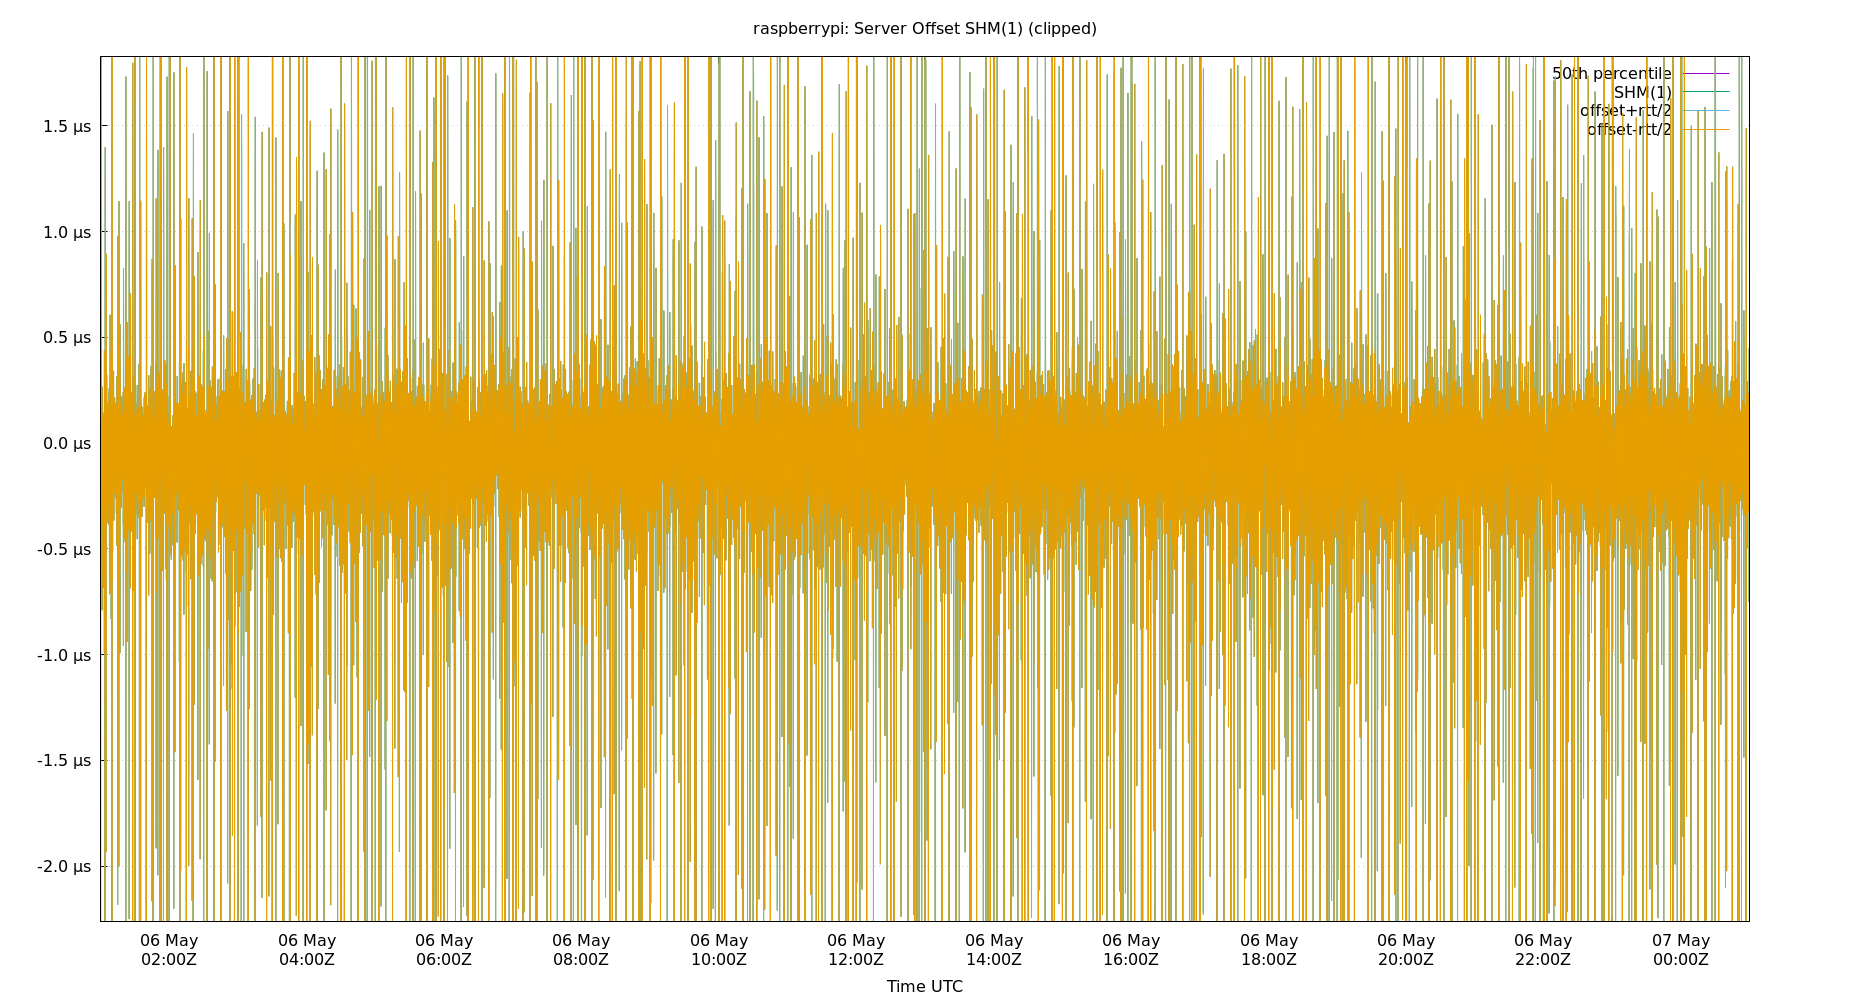 raspberrypi: Server Offset SHM(1) (clipped)
50th percentile
SHM(1)
offset+rtt/2
offset-rtt/2
1.5 µs
1.0 µs
0.5 µs
0.0 µs
-0.5 µs
-1.0 µs
-1.5 µs
-2.0 µs
06 May 06 May 06 May 06 May 06 May 06 May 06 May 06 May 06 May 06 May 06 May 07 May
02:00Z 04:00Z 06:00Z 08:00Z 10:00Z 12:00Z 14:00Z 16:00Z 18:00Z 20:00Z 22:00Z 00:00Z
Time UTC